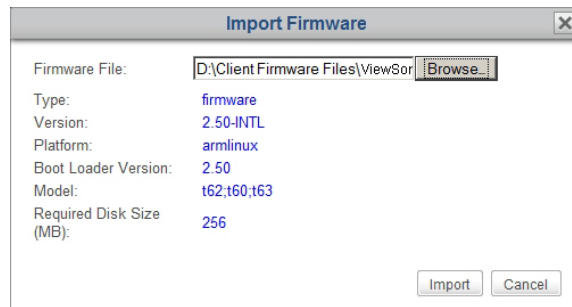 Import Firmware
Firmware File: D:\Client Firmware Files\ViewSor Browse...
Type: firmware
Version: 2.50-INTL
Platform: armlinux
Boot Loader Version: 2.50
Model: t62;t60;t63
Required Disk Size
(MB): 256
Import Cancel